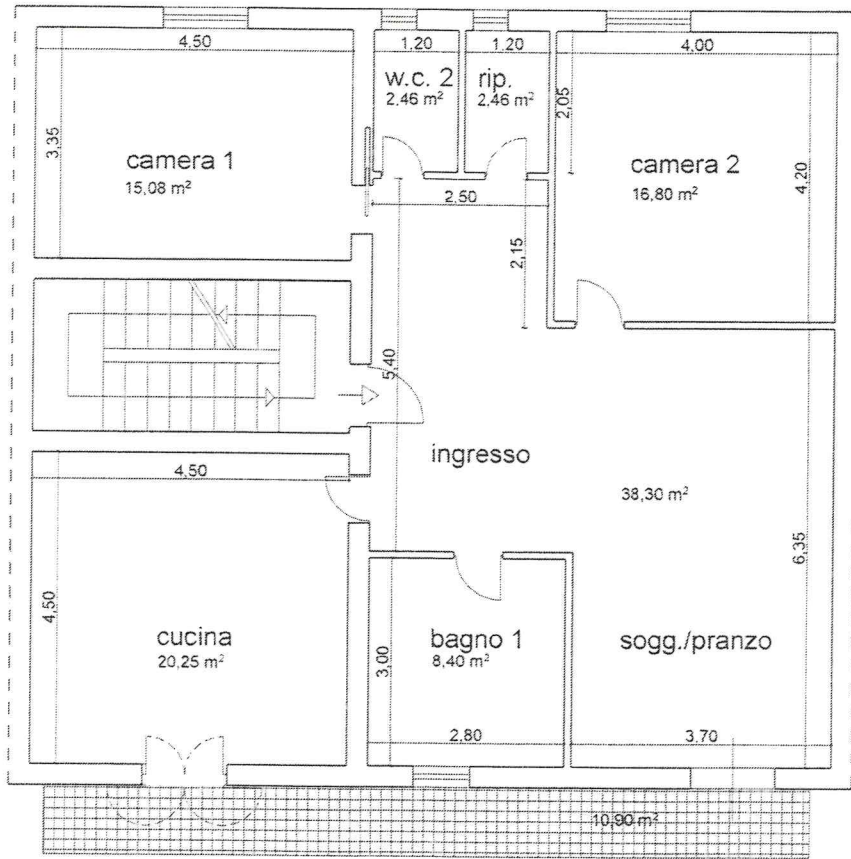 4,50
1,20
1,20
4,00
w.c. 2
2,46 m²
rip.
2,46 m²
2,05
3,35
camera 1
15,08 m²
camera 2
16,80 m²
4,20
2,50
2,15
5,40
ingresso
4,50
38,30 m²
6,35
4,50
cucina
20,25 m²
bagno 1
8,40 m²
3,00
sogg./pranzo
2,80
3,70
10,90 m²